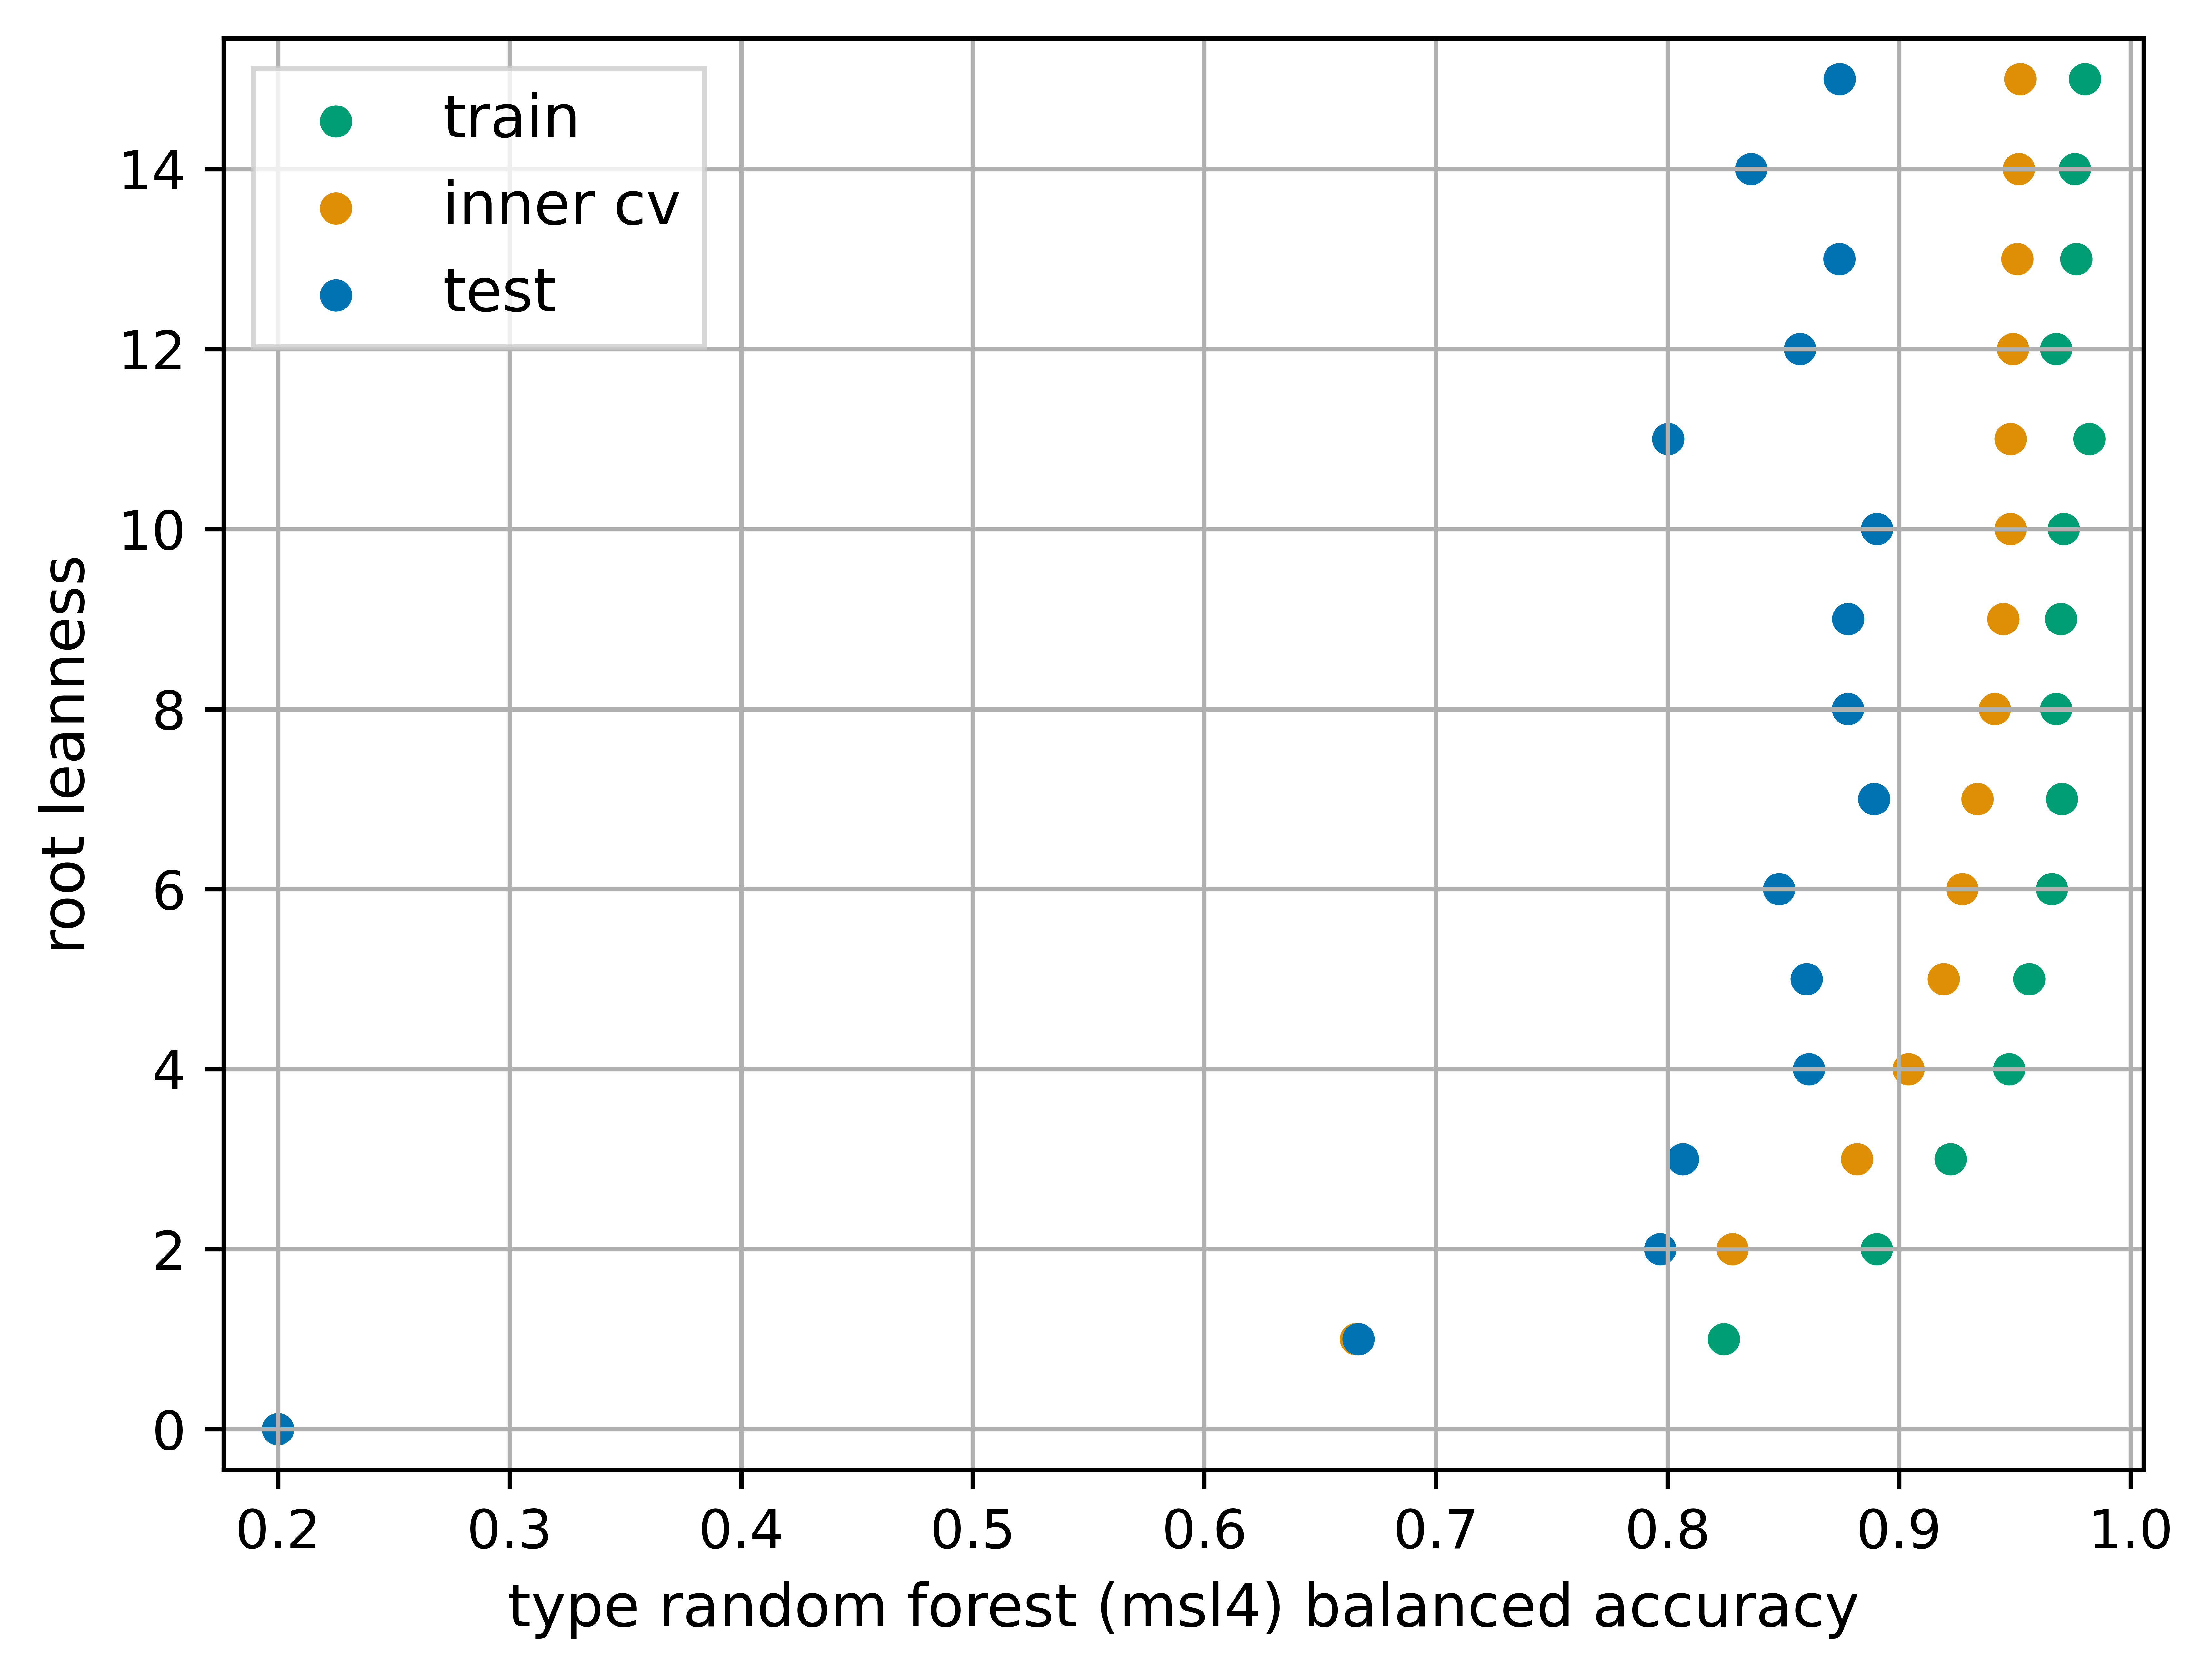 train
inner cv
test
14
12
10
8
6
4
2
0
root leanness
0.2 0.3 0.4 0.5 0.6 0.7 0.8 0.9 1.0
type random forest (msl4) balanced accuracy